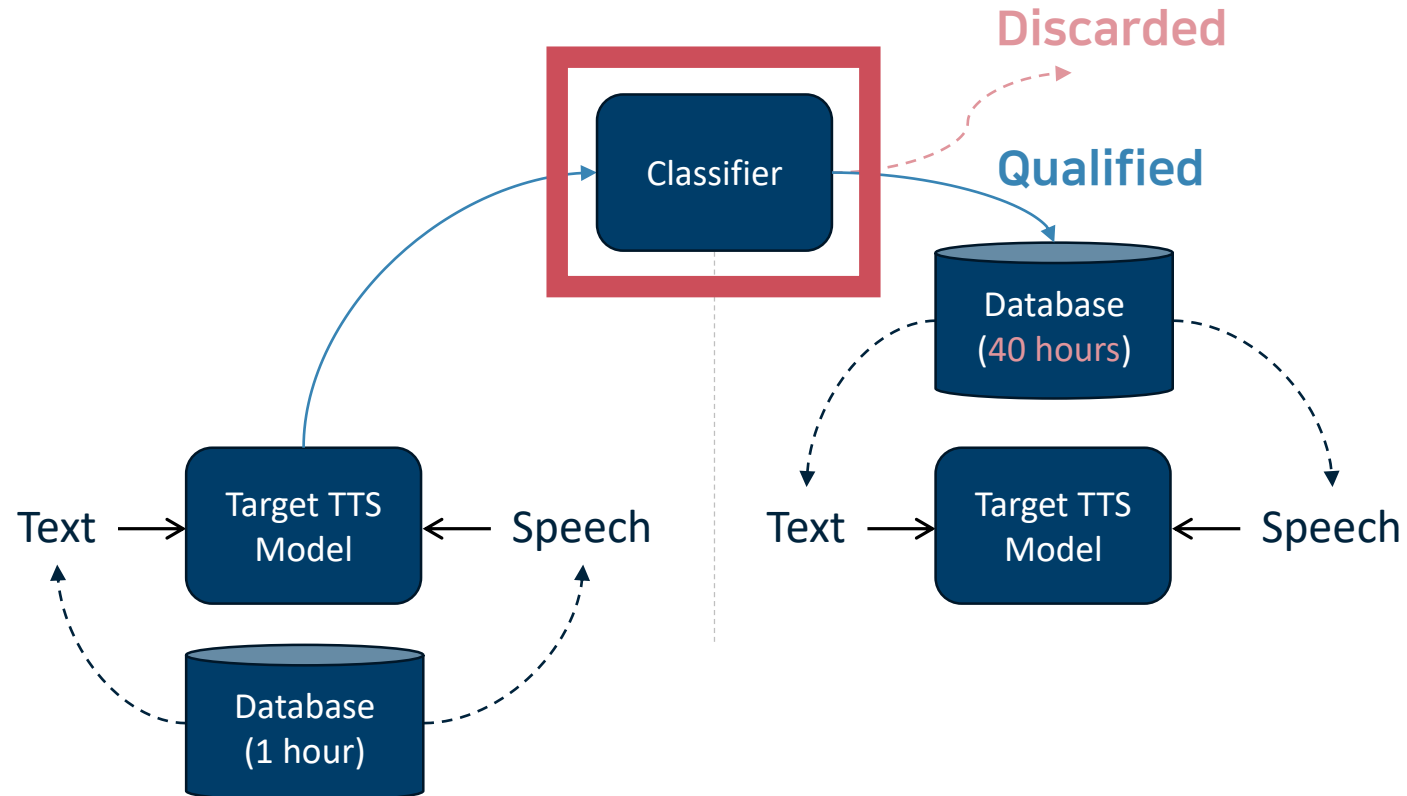 Discarded
Classifier
Qualified
Database
(40 hours)
Text
Target TTS
Model
Speech
Database
(1 hour)
Text
Target TTS
Model
Speech